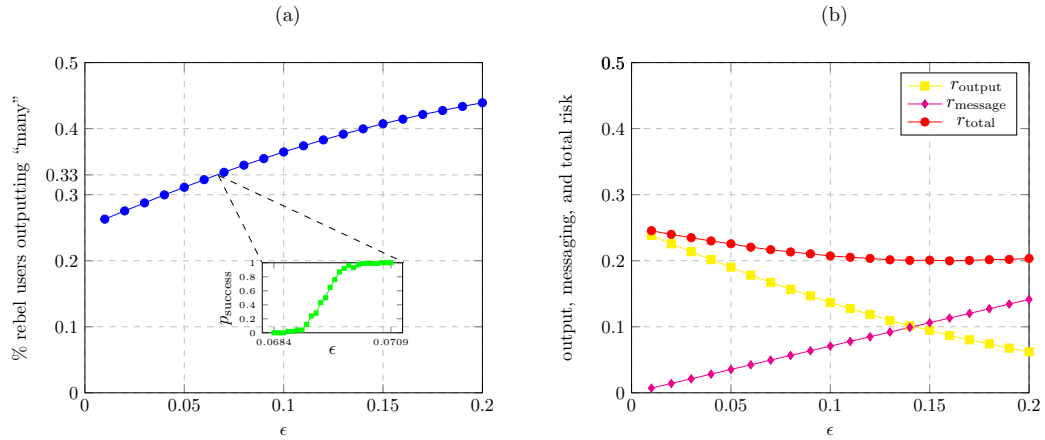 (a)
% rebel users outputting “many”
0.5
0.4
0.33
0.3
0.2
0.1
0
0
0.05
0.1
0.15
0.2
ϵ
p_success
1
0.8
0.6
0.4
0.2
0
0.0684
0.0709
ϵ
(b)
output, messaging, and total risk
0.5
0.4
0.3
0.2
0.1
0
0
0.05
0.1
0.15
0.2
ϵ
r_output
r_message
r_total